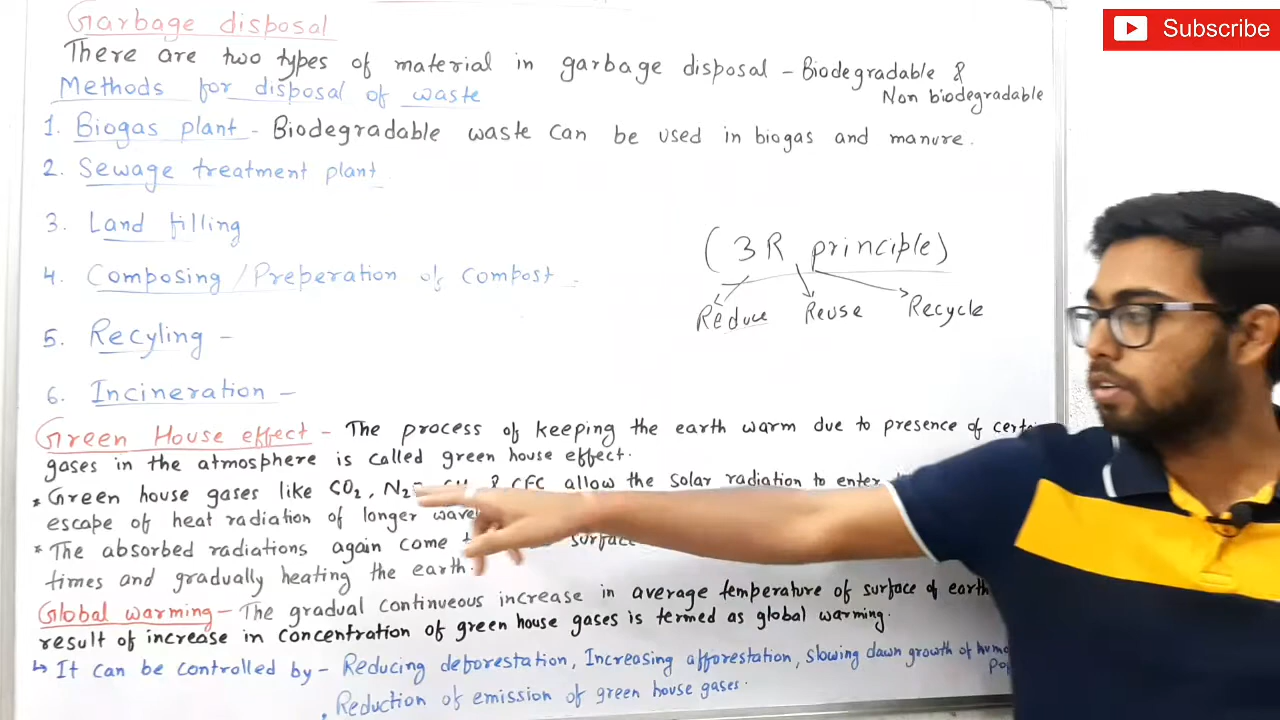 Subscribe
Garbage disposal
There are two types of material in garbage disposal - Biodegradable &
Non biodegradable
Methods for disposal of waste
1. Biogas plant - Biodegradable waste can be used in biogas and manure.
2. Sewage treatment plant
3. Land filling
4. Composing / Preperation of compost.
5. Recyling -
6. Incineration -
(3R principle)
Reduce Reuse Recycle
Green House effect - The process of keeping the earth warm due to presence of
gases in the atmosphere is called green house effect.
* Green house gases like CO2, & CFC allow the solar radiation to enter
escape of heat radiation of longer
* The absorbed radiations again come
times and gradually heating the earth.
Global warming - The gradual continueous increase in average temperature of surface of earth
result of increase in concentration of green house gases is termed as global warming.
↳ It can be controlled by - Reducing deforestation, Increasing afforestation, slowing dawn growth of
, Reduction of emission of green house gases.